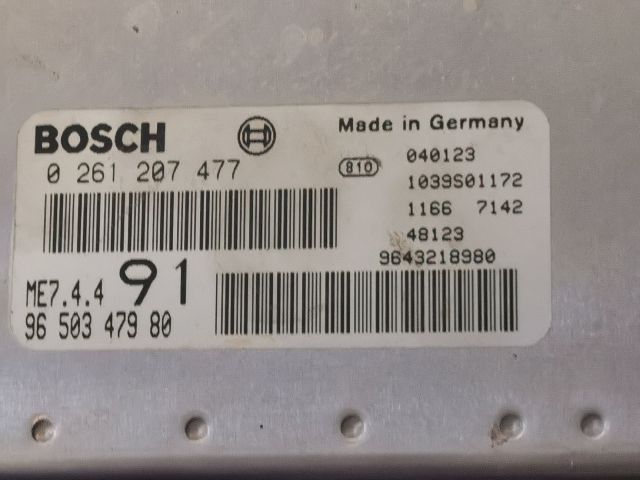 BOSCH
0 261 207 477
Made in Germany
810
040123
1039S01172
1166 7142
48123
9643218980
ME7.4.4 91
96 503 479 80